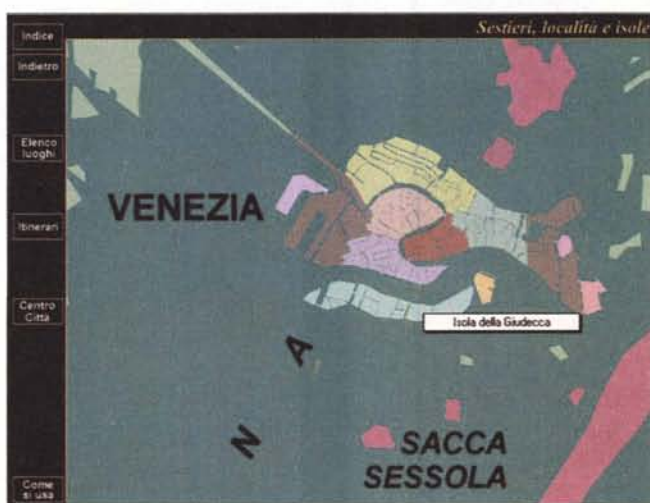 Sestieri, località e isole
Indice
Indietro
Elenco
luoghi
Itinerari
Centro
Città
Come
si usa
VENEZIA
Isola della Giudecca
A
N
SACCA
SESSOLA